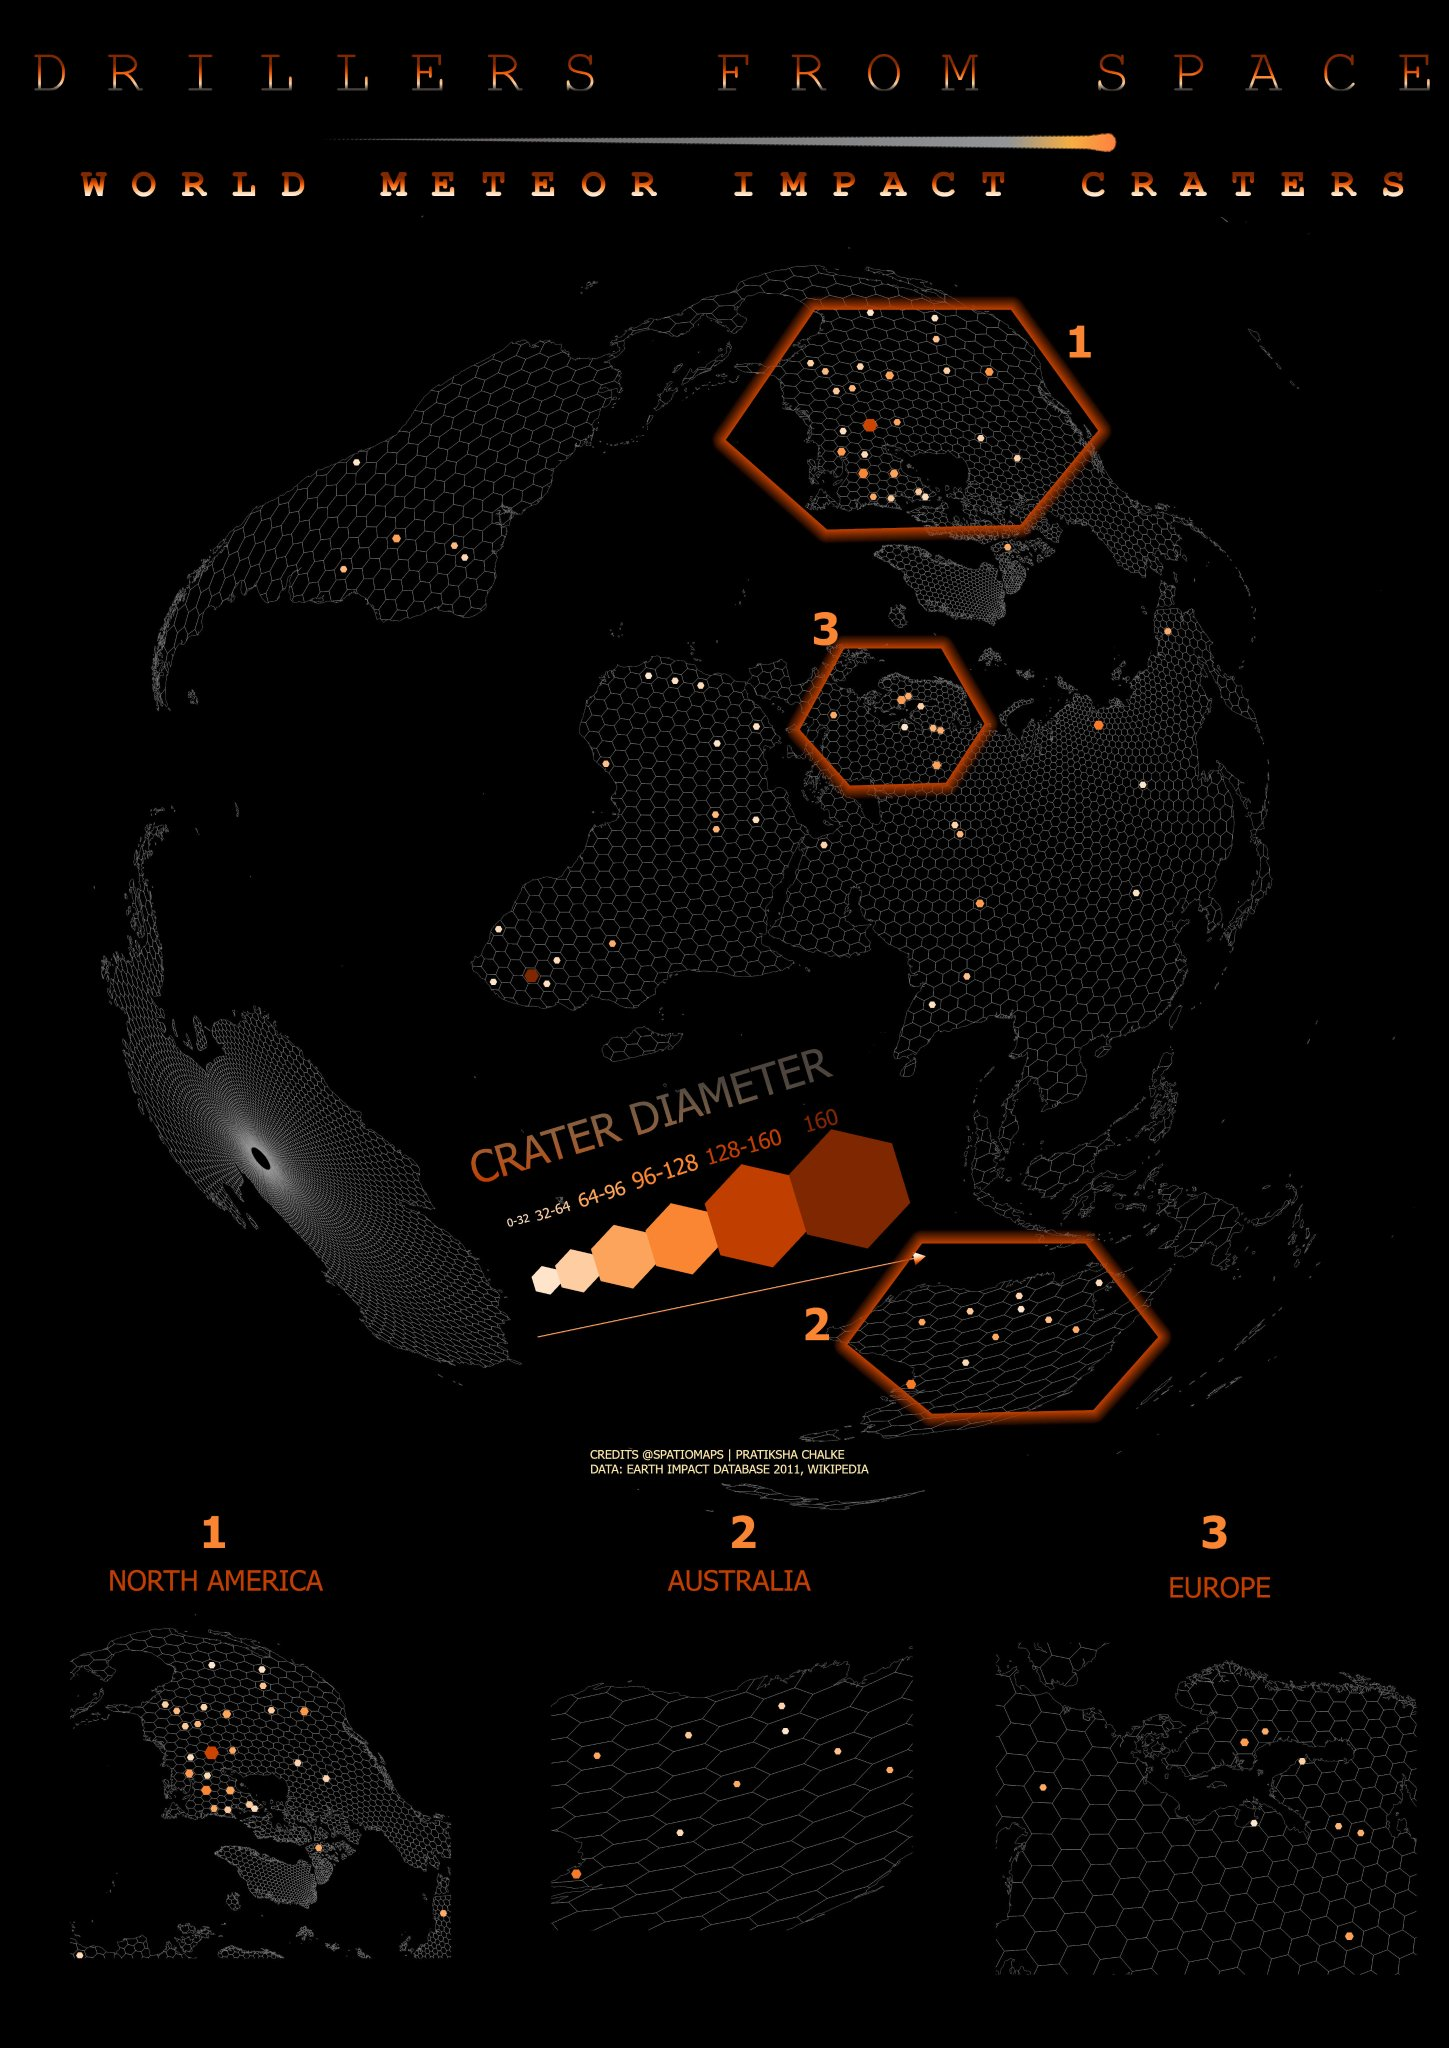 DRILLERS FROM SPACE
WORLD METEOR IMPACT CRATERS
1
3
CRATER DIAMETER
0-32 32-64 64-96 96-128 128-160 160
2
CREDITS @SPATIOMAPS | PRATIKSHA CHALKE
DATA: EARTH IMPACT DATABASE 2011, WIKIPEDIA
1
NORTH AMERICA
2
AUSTRALIA
3
EUROPE